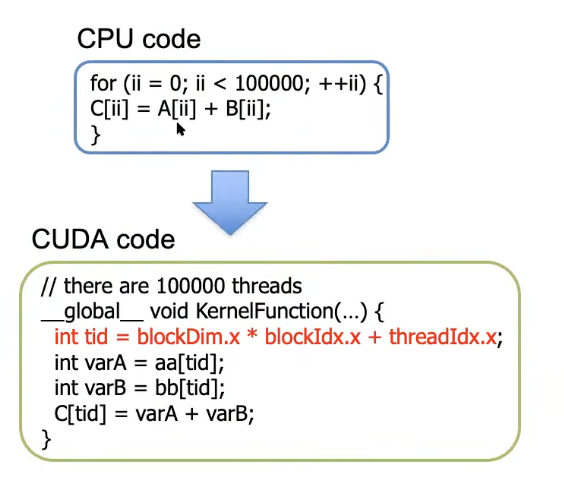 CPU code
for (ii = 0; ii < 100000; ++ii) {
C[ii] = A[ii] + B[ii];
}
CUDA code
// there are 100000 threads
__global__ void KernelFunction(...) {
int tid = blockDim.x * blockIdx.x + threadIdx.x;
int varA = aa[tid];
int varB = bb[tid];
C[tid] = varA + varB;
}